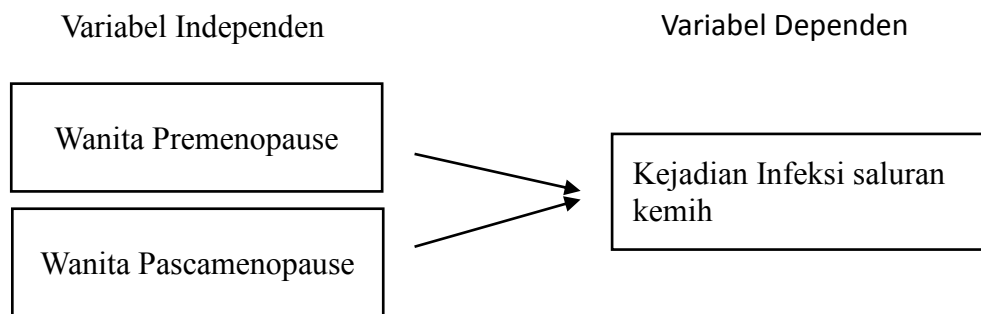 Variabel Independen
Variabel Dependen
Wanita Premenopause
Wanita Pascamenopause
Kejadian Infeksi saluran
kemih